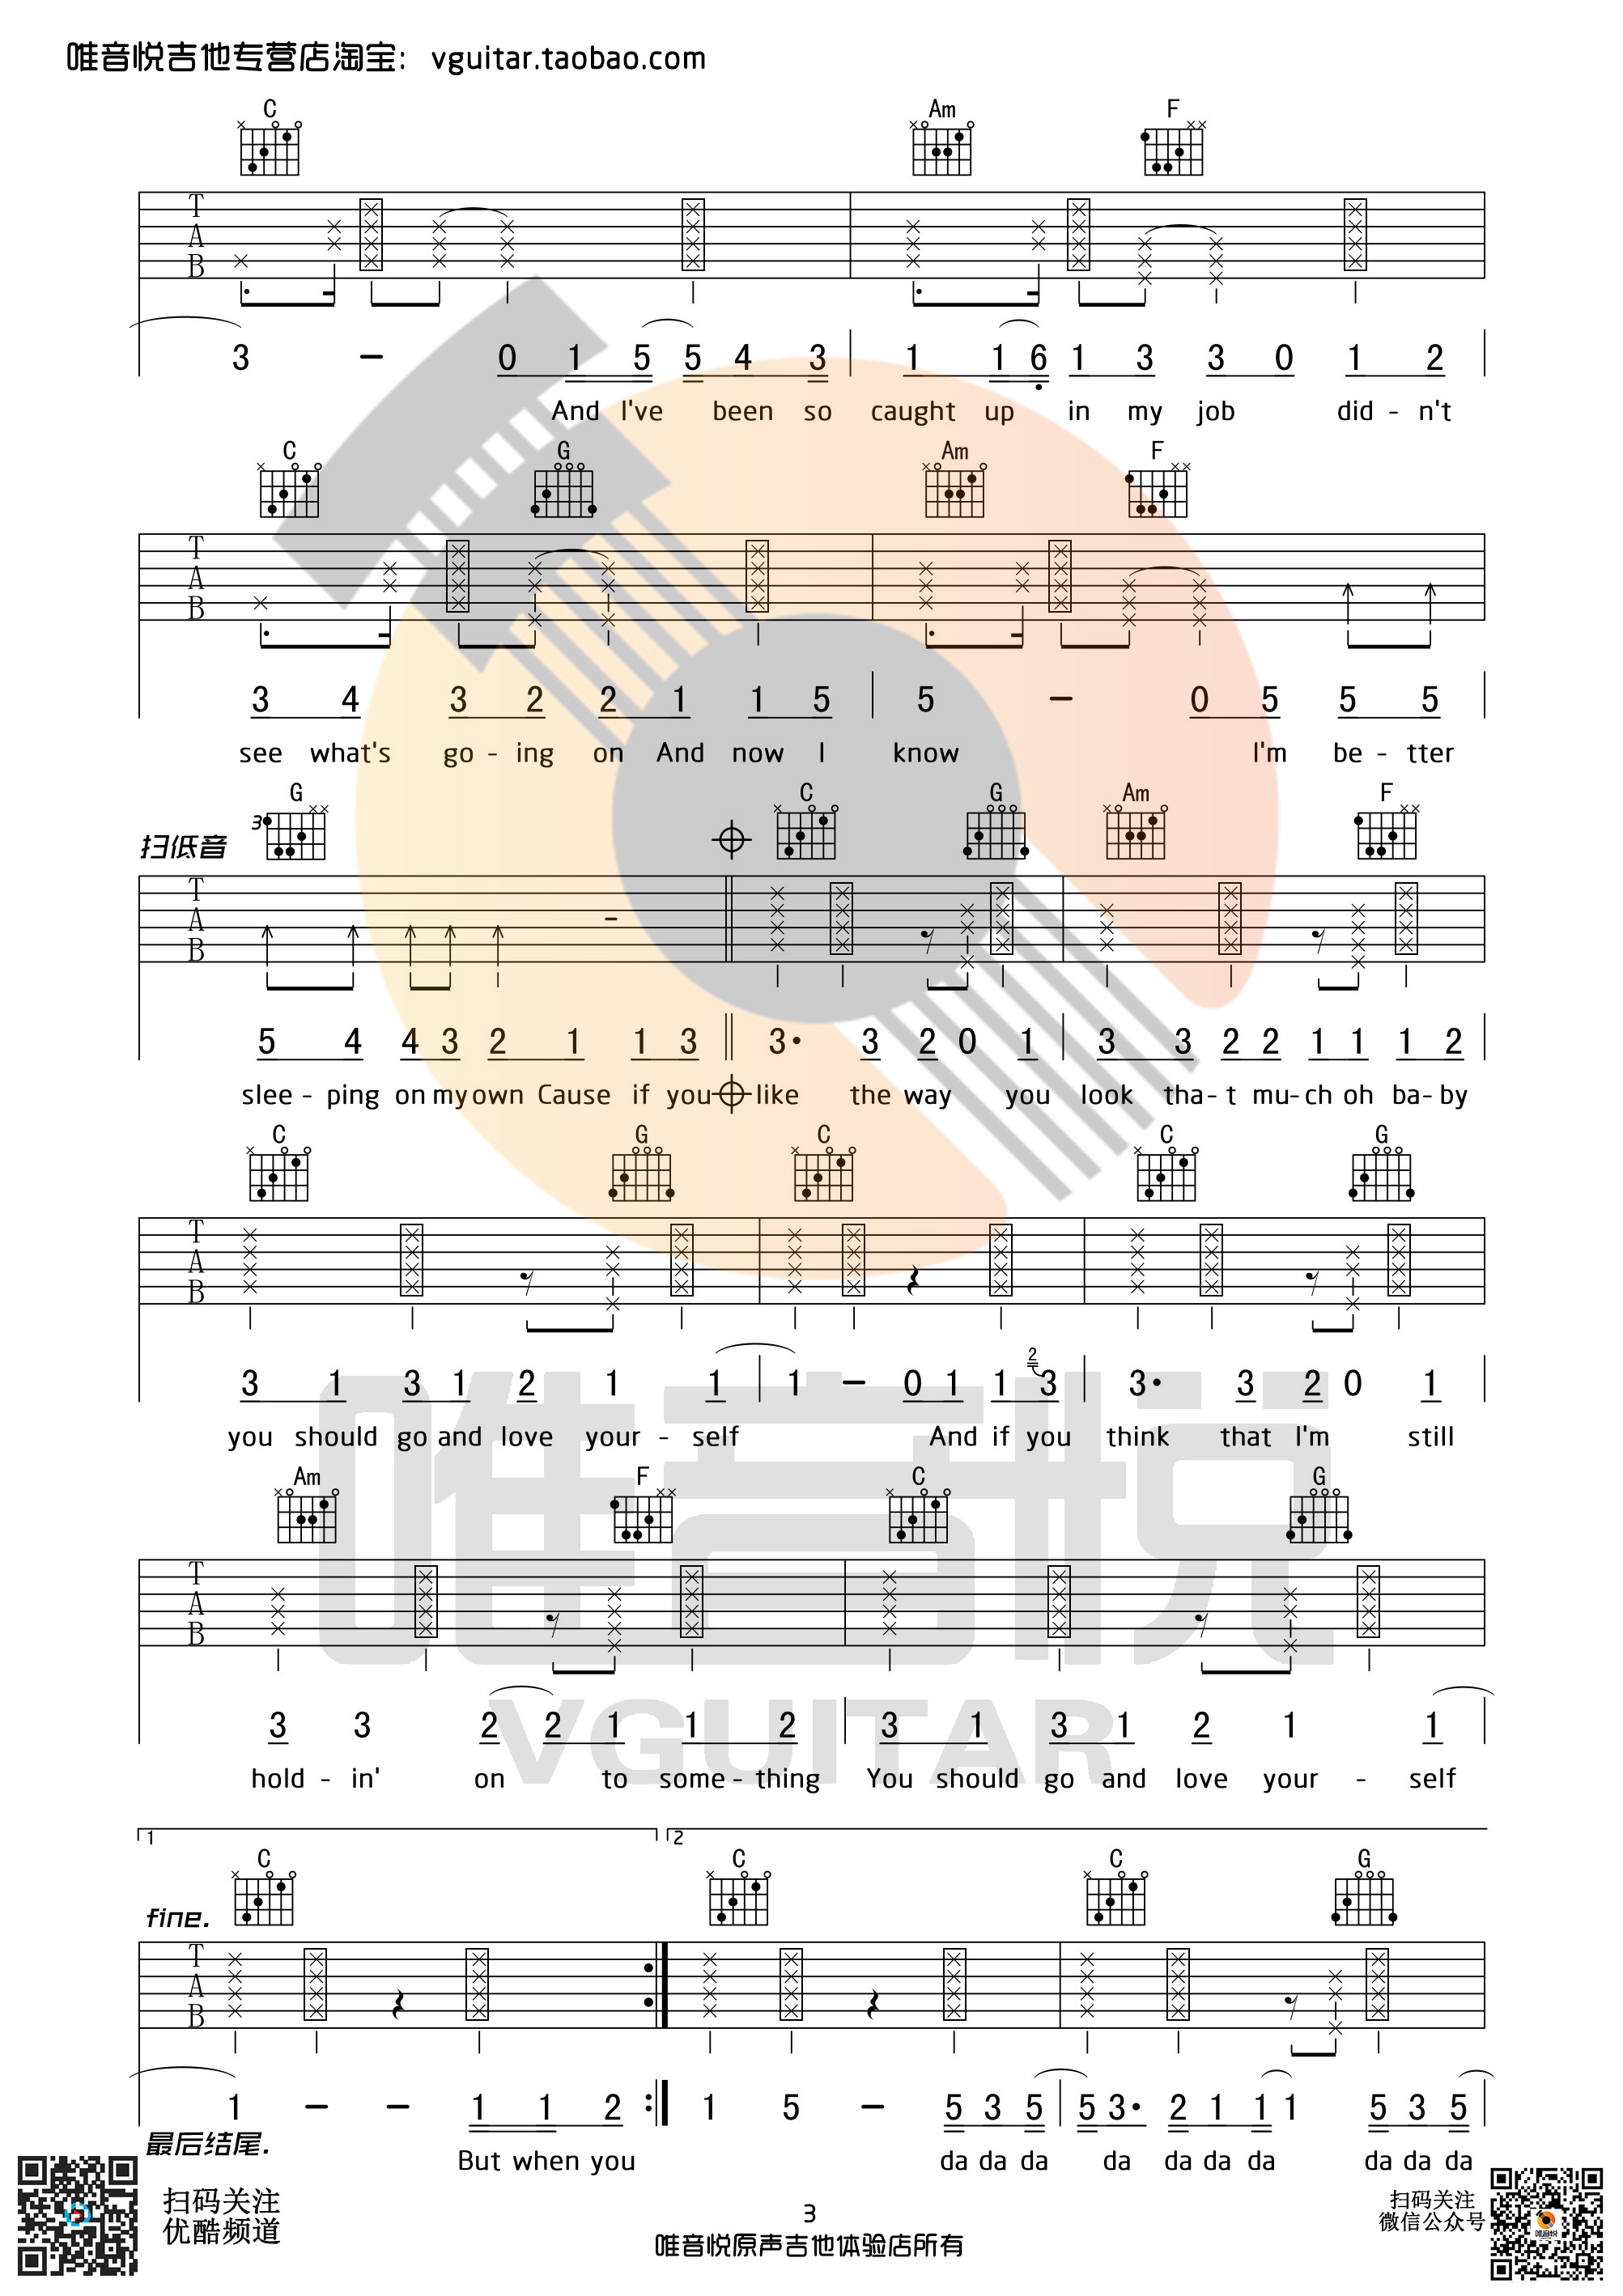 唯音悦吉他专营店淘宝: vguitar.taobao.com
C Am F
T
A
B
3 – 0 1 5 5 4 3 1 1 6 1 3 3 0 1 2
And I've been so caught up in my job did - n't
C G Am F
T
A
B
3 4 3 2 2 1 1 5 5 – 0 5 5 5
see what's go - ing on And now I know I'm be - tter
G C G Am F
扫低音 3
T
A
B
5 4 4 3 2 1 1 3 3· 3 2 0 1 3 3 2 2 1 1 1 2
slee - ping on my own Cause if you like the way you look tha - t mu - ch oh ba - by
C G C C G
T
A
B
2
3 1 3 1 2 1 1 1 – 0 1 1 3 3· 3 2 0 1
you should go and love your - self And if you think that I'm still
Am F C G
T
A
B
3 3 2 2 1 1 2 3 1 3 1 2 1 1
hold - in' on to some - thing You should go and love your - self
唯音悦
VGUITAR
1 2
C C C G
fine.
T
A
B
1 – – 1 1 2 1 5 – 5 3 5 5 3· 2 1 1 1 5 3 5
最后结尾. But when you da da da da da da da da da da
扫码关注
优酷频道
3
唯音悦原声吉他体验店所有
扫码关注
微信公众号